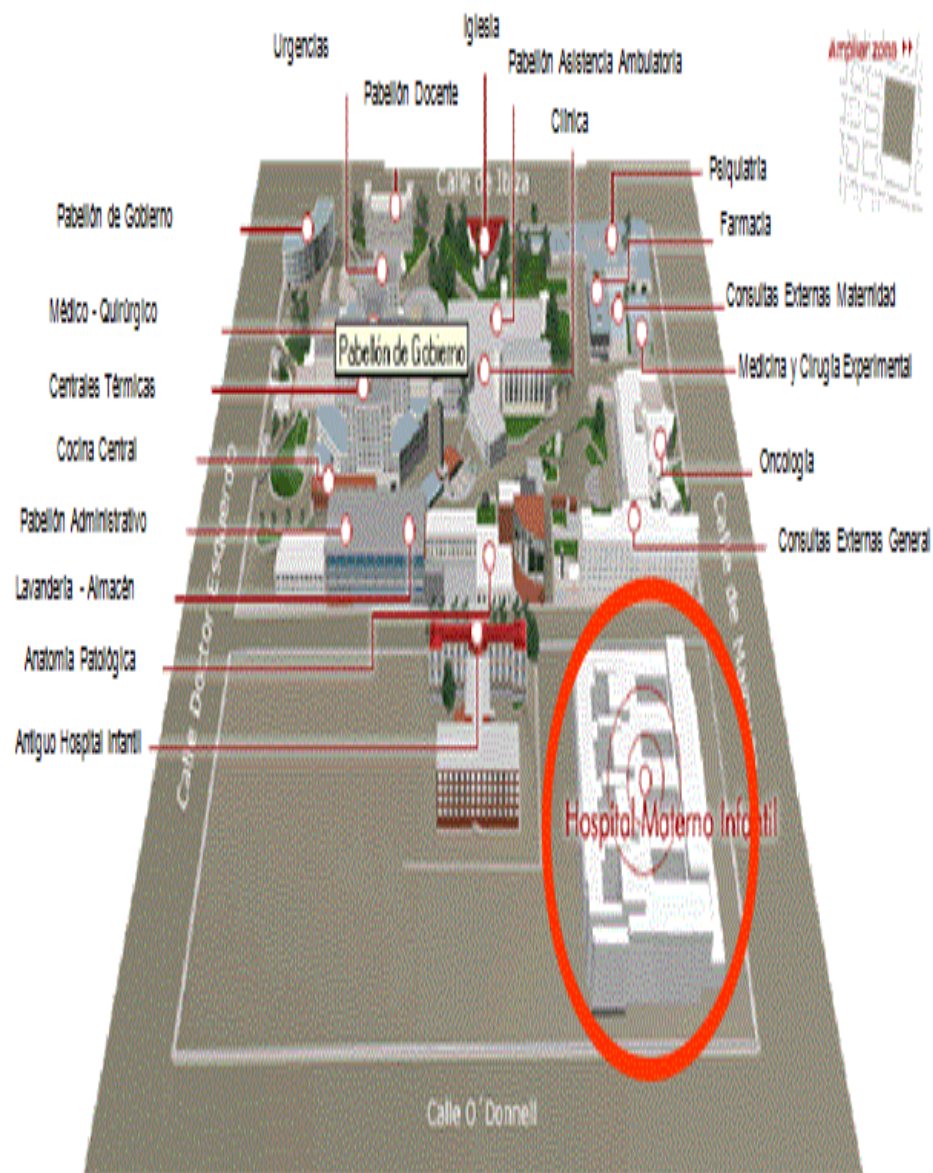 Iglesia
Urgencias
Pabellón Asistencia Ambulatoria
Pabellón Docente
Clínica
Ampliar zona
Calle de Ibiza
Psiquiatría
Pabellón de Gobierno
Farmacia
Consultas Externas Maternidad
Médico - Quirúrgico
Pabellón de Gobierno
Medicina y Cirugía Experimental
Centrales Térmicas
Cocina Central
Oncología
Pabellón Administrativo
Consultas Externas General
Lavandería - Almacén
Calle Doctor Esquerdo
Calle de
Anatomía Patológica
Antiguo Hospital Infantil
Hospital Materno Infantil
Calle O´Donnell